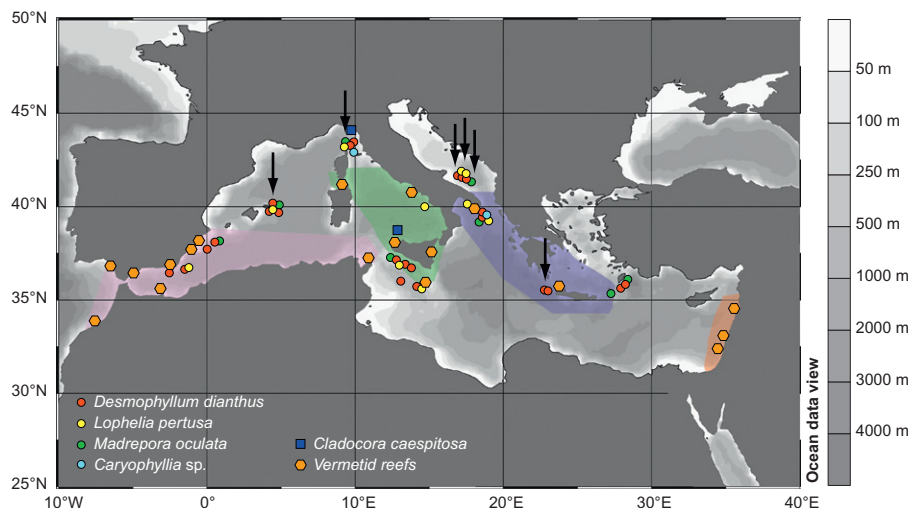 50°N
45°N
40°N
35°N
30°N
25°N
10°W
0°
10°E
20°E
30°E
40°E
Desmophyllum dianthus
Lophelia pertusa
Madrepora oculata
Caryophyllia sp.
Cladocora caespitosa
Vermetid reefs
Ocean data view
50 m
100 m
250 m
500 m
1000 m
2000 m
3000 m
4000 m